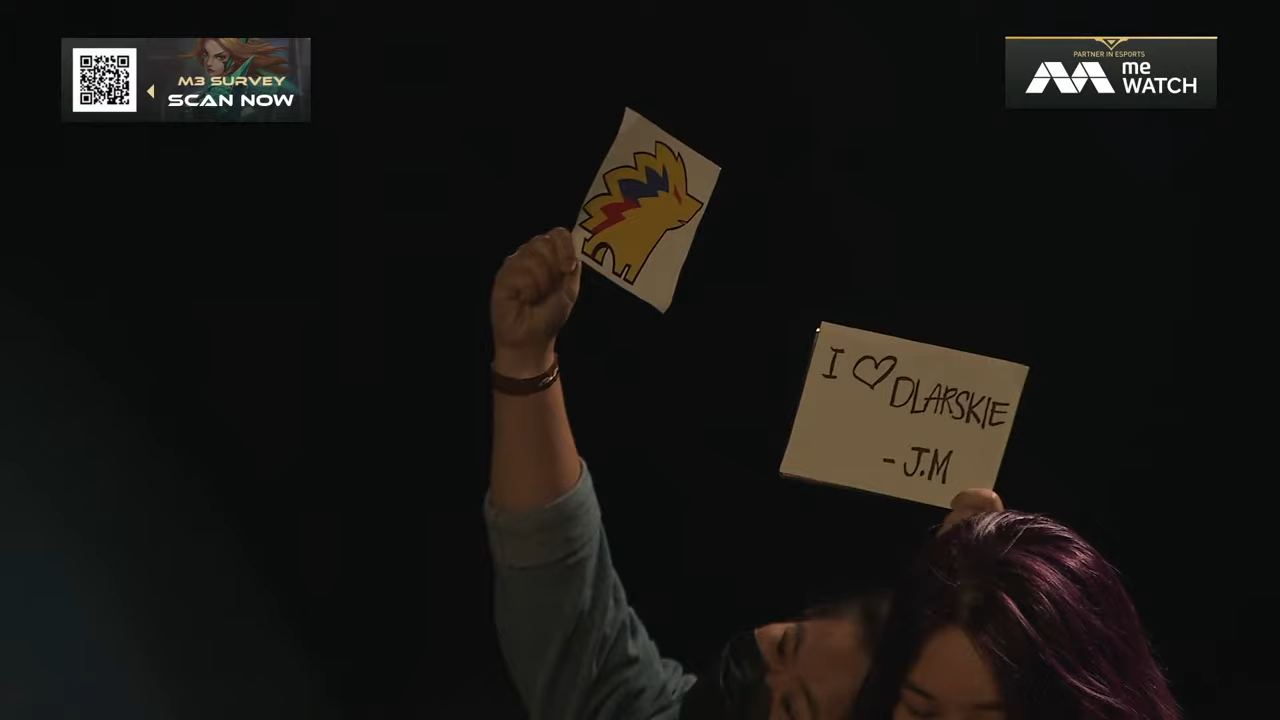 M3 SURVEY
SCAN NOW
PARTNER IN ESPORTS
me
WATCH
I ♡ DLARSKIE
- J.M